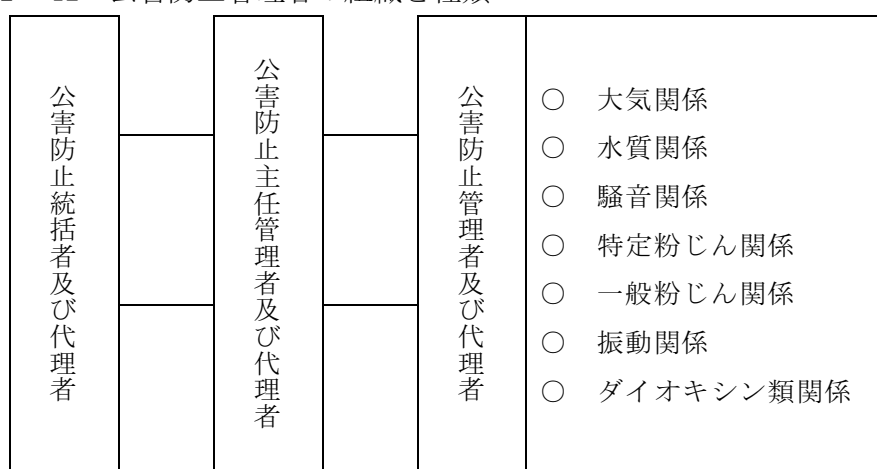 公害防止統括者及び代理者
公害防止主任管理者及び代理者
公害防止管理者及び代理者
○ 大気関係
○ 水質関係
○ 騒音関係
○ 特定粉じん関係
○ 一般粉じん関係
○ 振動関係
○ ダイオキシン類関係